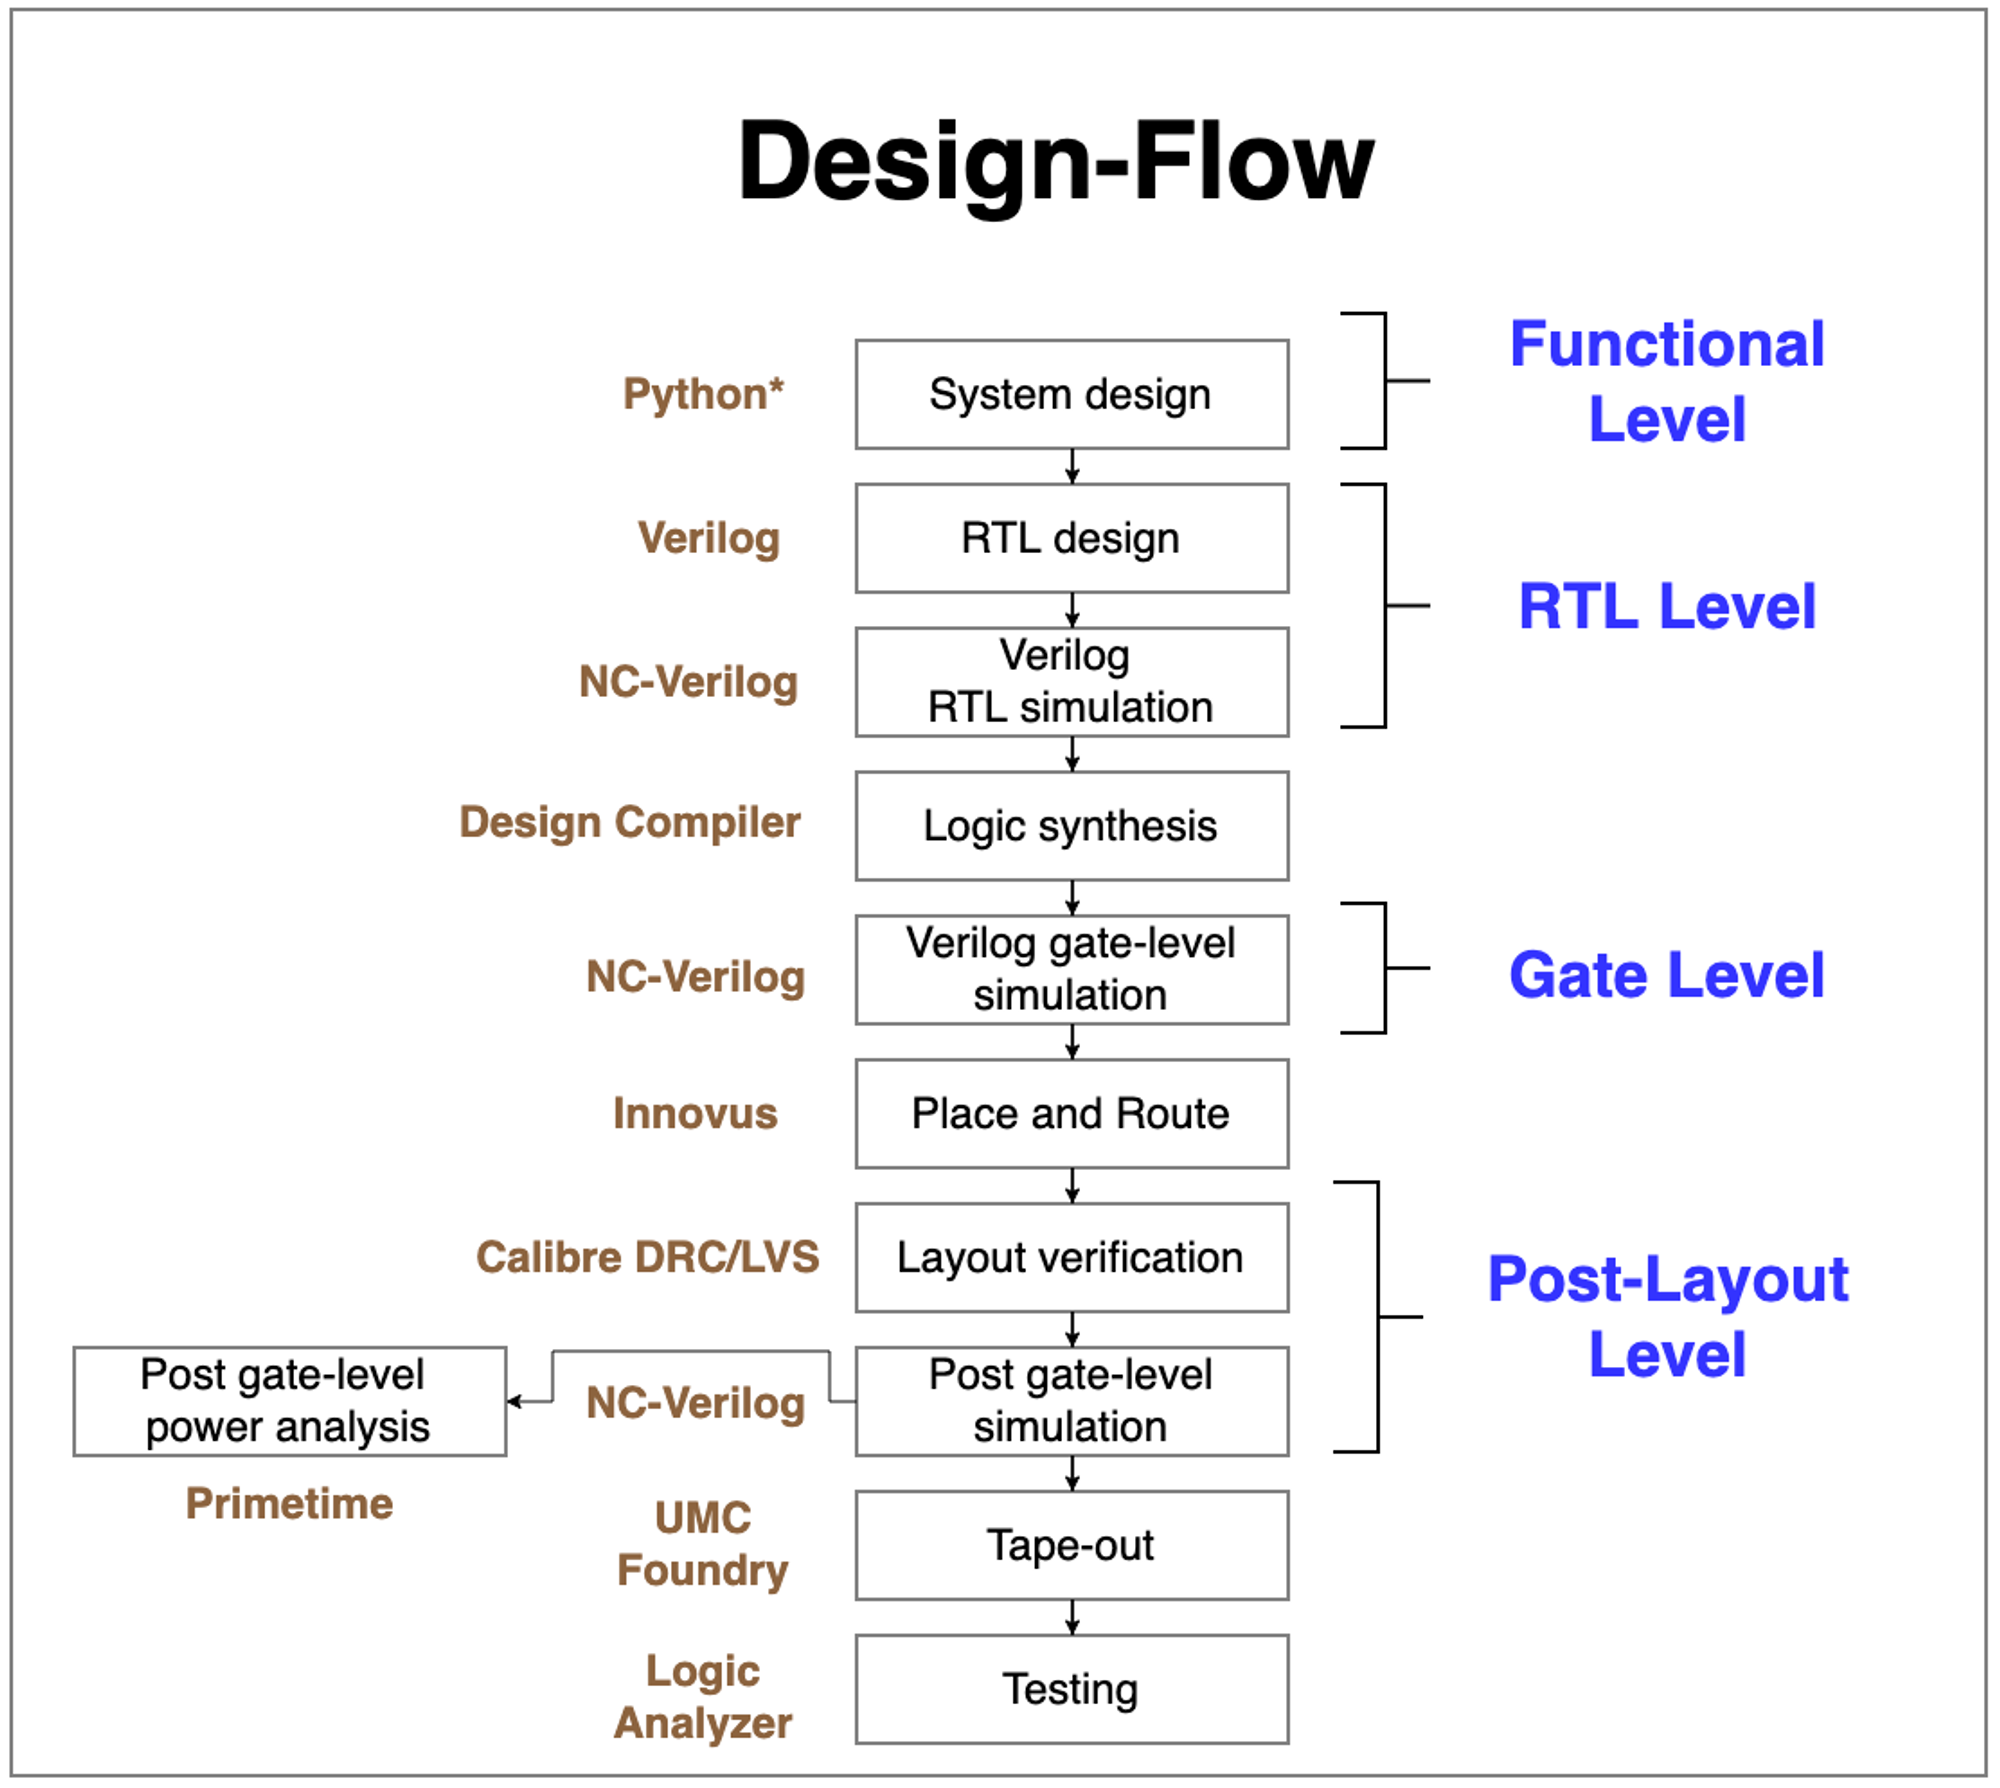 Design-Flow
Functional
Level
Python*
System design
Verilog
RTL design
RTL Level
NC-Verilog
Verilog
RTL simulation
Design Compiler
Logic synthesis
NC-Verilog
Verilog gate-level
simulation
Gate Level
Innovus
Place and Route
Calibre DRC/LVS
Layout verification
Post-Layout
Level
Post gate-level
power analysis
Primetime
NC-Verilog
Post gate-level
simulation
UMC
Foundry
Tape-out
Logic
Analyzer
Testing